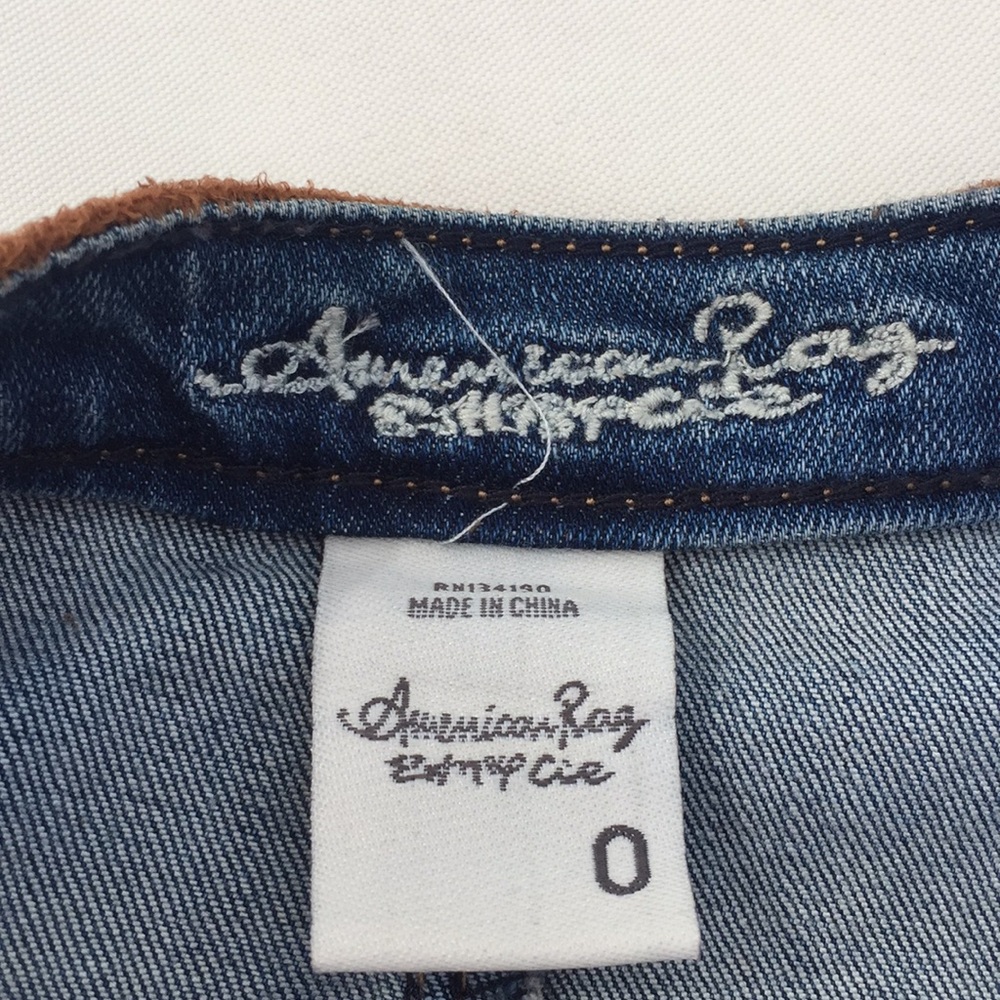 American Rag
Cie
RN134190
MADE IN CHINA
American Rag
Cie
0